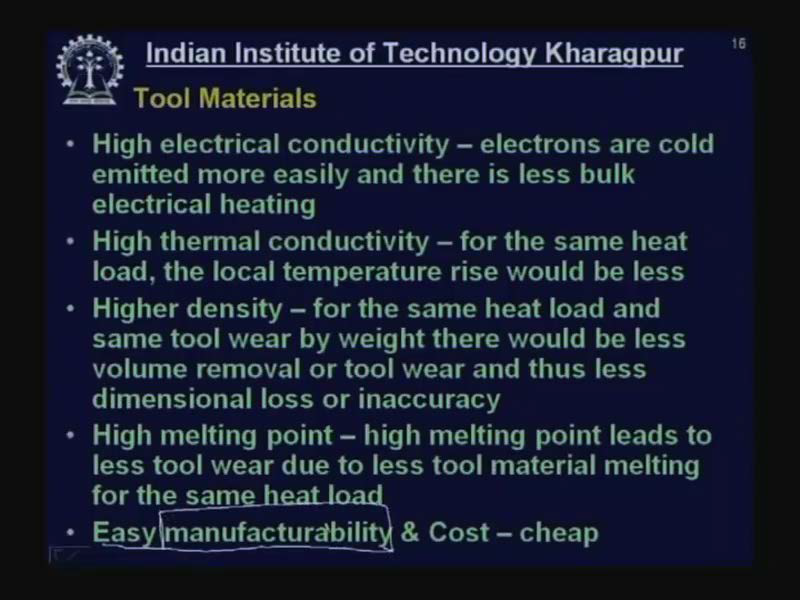 Indian Institute of Technology Kharagpur
16
Tool Materials
• High electrical conductivity – electrons are cold
emitted more easily and there is less bulk
electrical heating
• High thermal conductivity – for the same heat
load, the local temperature rise would be less
• Higher density – for the same heat load and
same tool wear by weight there would be less
volume removal or tool wear and thus less
dimensional loss or inaccuracy
• High melting point – high melting point leads to
less tool wear due to less tool material melting
for the same heat load
• Easy manufacturability & Cost – cheap